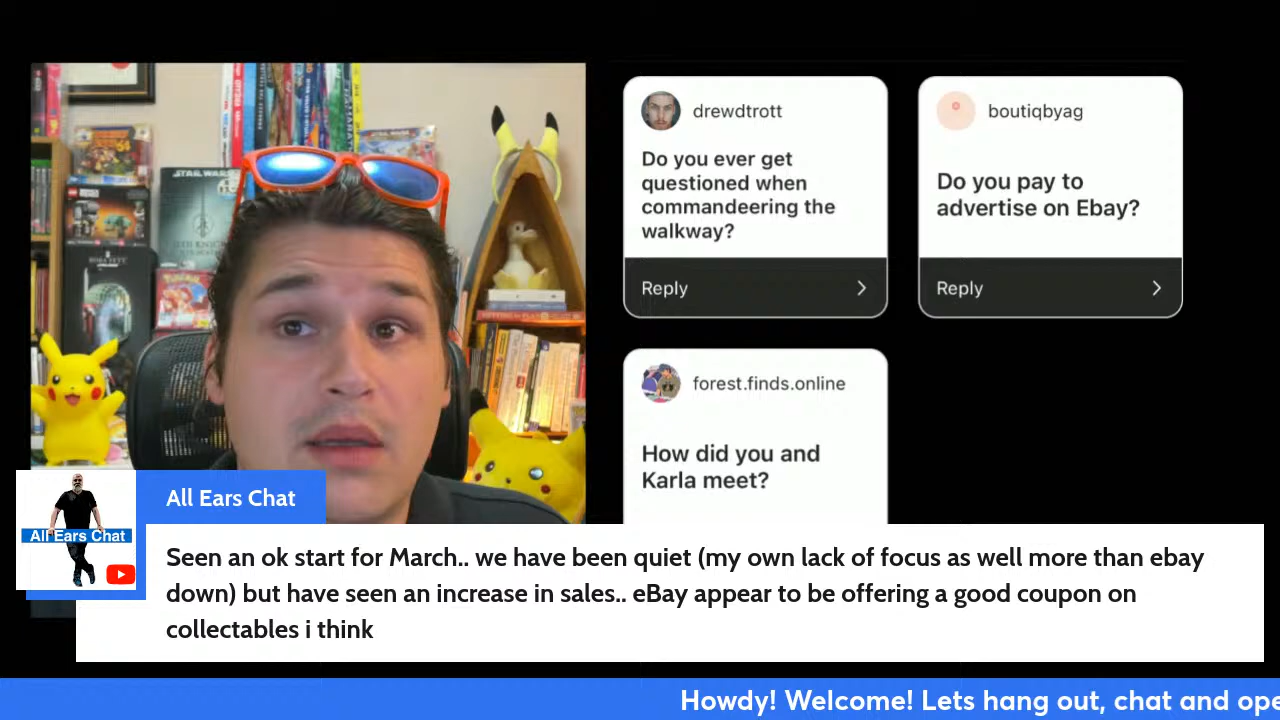 drewdtrott
Do you ever get
questioned when
commandeering the
walkway?
Reply
boutiqbyag
Do you pay to
advertise on Ebay?
Reply
forest.finds.online
How did you and
Karla meet?
STAR WARS
All Ears Chat
All Ears Chat
Seen an ok start for March.. we have been quiet (my own lack of focus as well more than ebay
down) but have seen an increase in sales.. eBay appear to be offering a good coupon on
collectables i think
Howdy! Welcome! Lets hang out, chat and ope